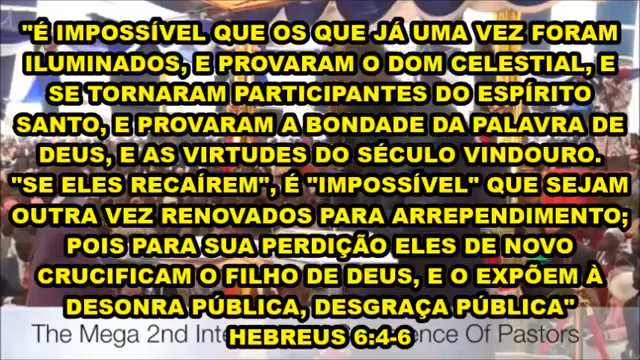 "É IMPOSSÍVEL QUE OS QUE JÁ UMA VEZ FORAM
ILUMINADOS, E PROVARAM O DOM CELESTIAL, E
SE TORNARAM PARTICIPANTES DO ESPÍRITO
SANTO, E PROVARAM A BONDADE DA PALAVRA DE
DEUS, E AS VIRTUDES DO SÉCULO VINDOURO.
"SE ELES RECAÍREM", É "IMPOSSÍVEL" QUE SEJAM
OUTRA VEZ RENOVADOS PARA ARREPENDIMENTO;
POIS PARA SUA PERDIÇÃO ELES DE NOVO
CRUCIFICAM O FILHO DE DEUS, E O EXPÕEM À
DESONRA PÚBLICA, DESGRAÇA PÚBLICA"
The Mega 2nd Of Pastors
HEBREUS 6:4-6